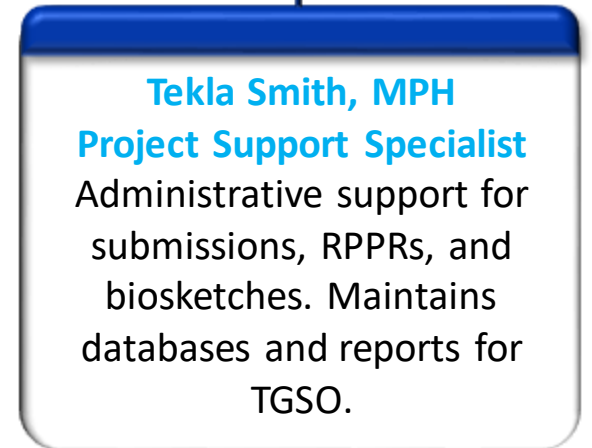 Tekla Smith, MPH
Project Support Specialist
Administrative support for
submissions, RPPRs, and
biosketches. Maintains
databases and reports for
TGSO.